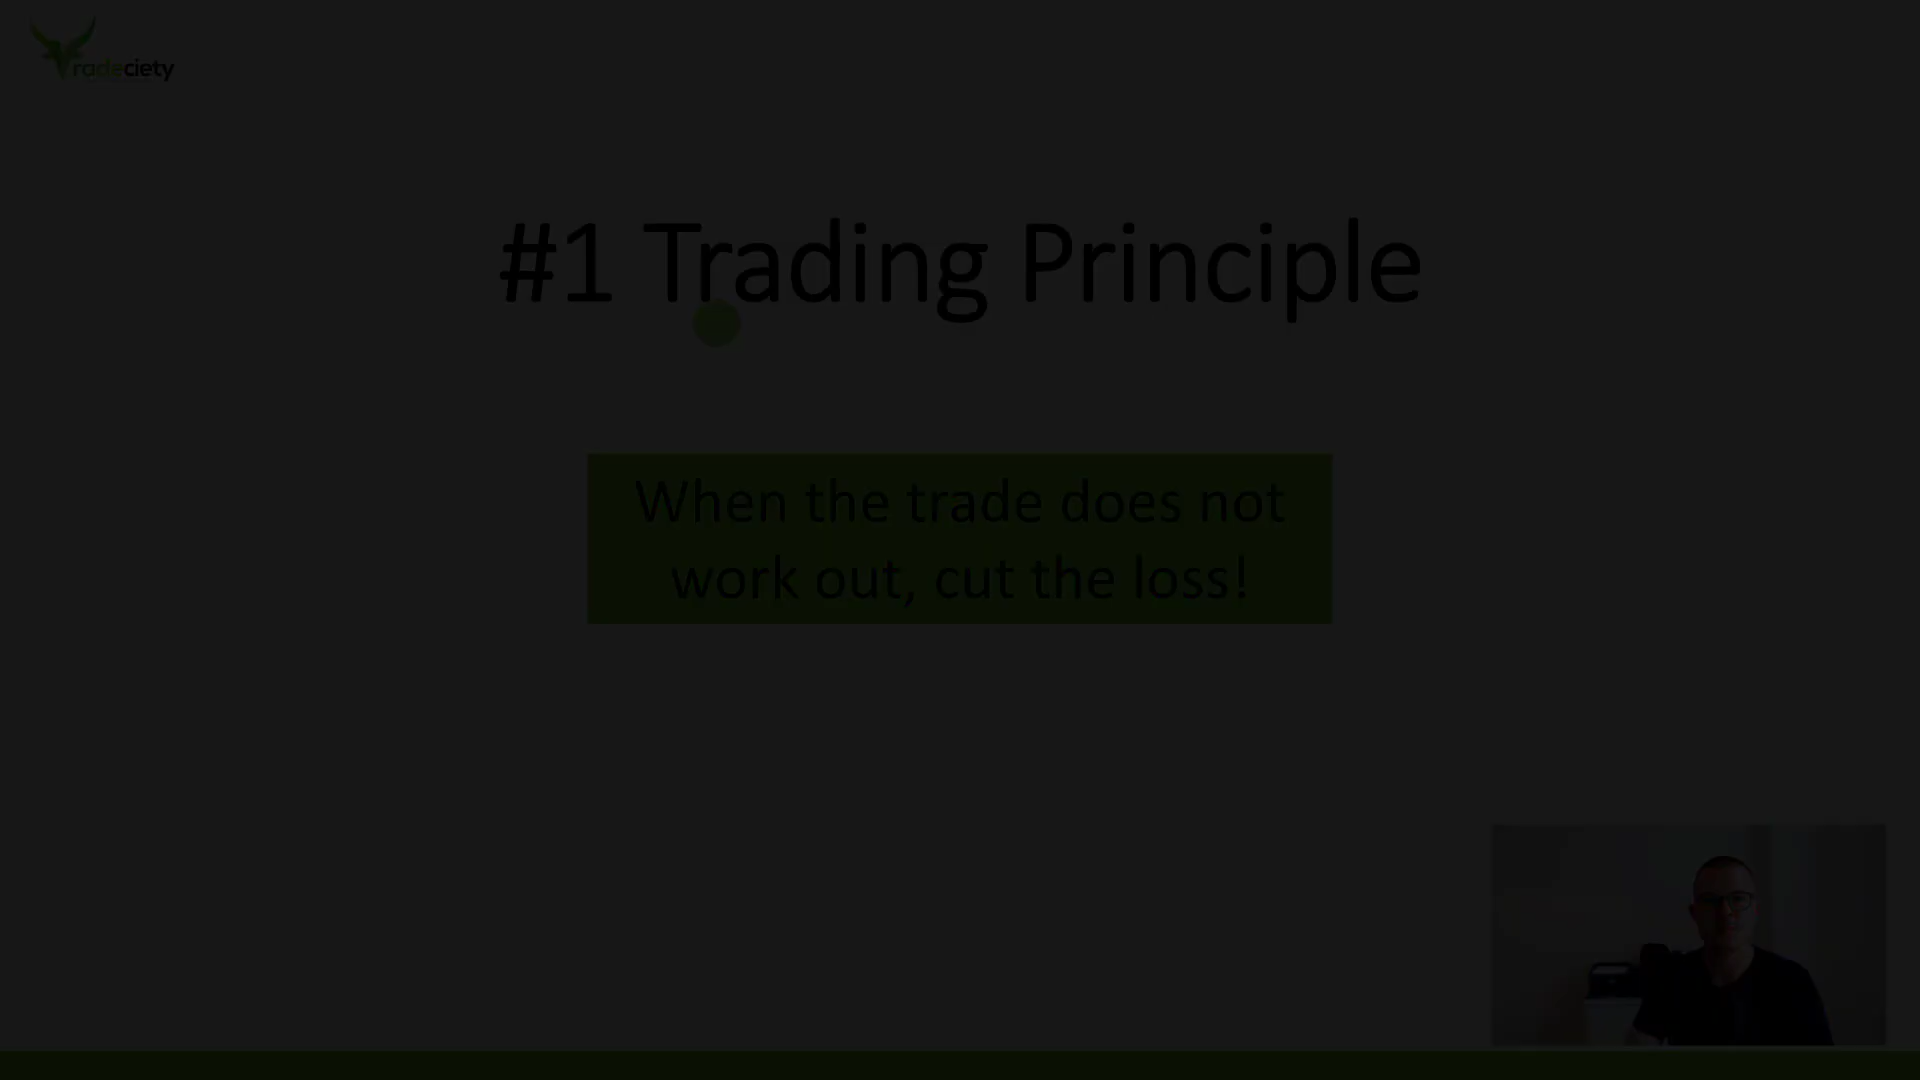 Tradeciety
#1 Trading Principle
When the trade does not
work out, cut the loss!